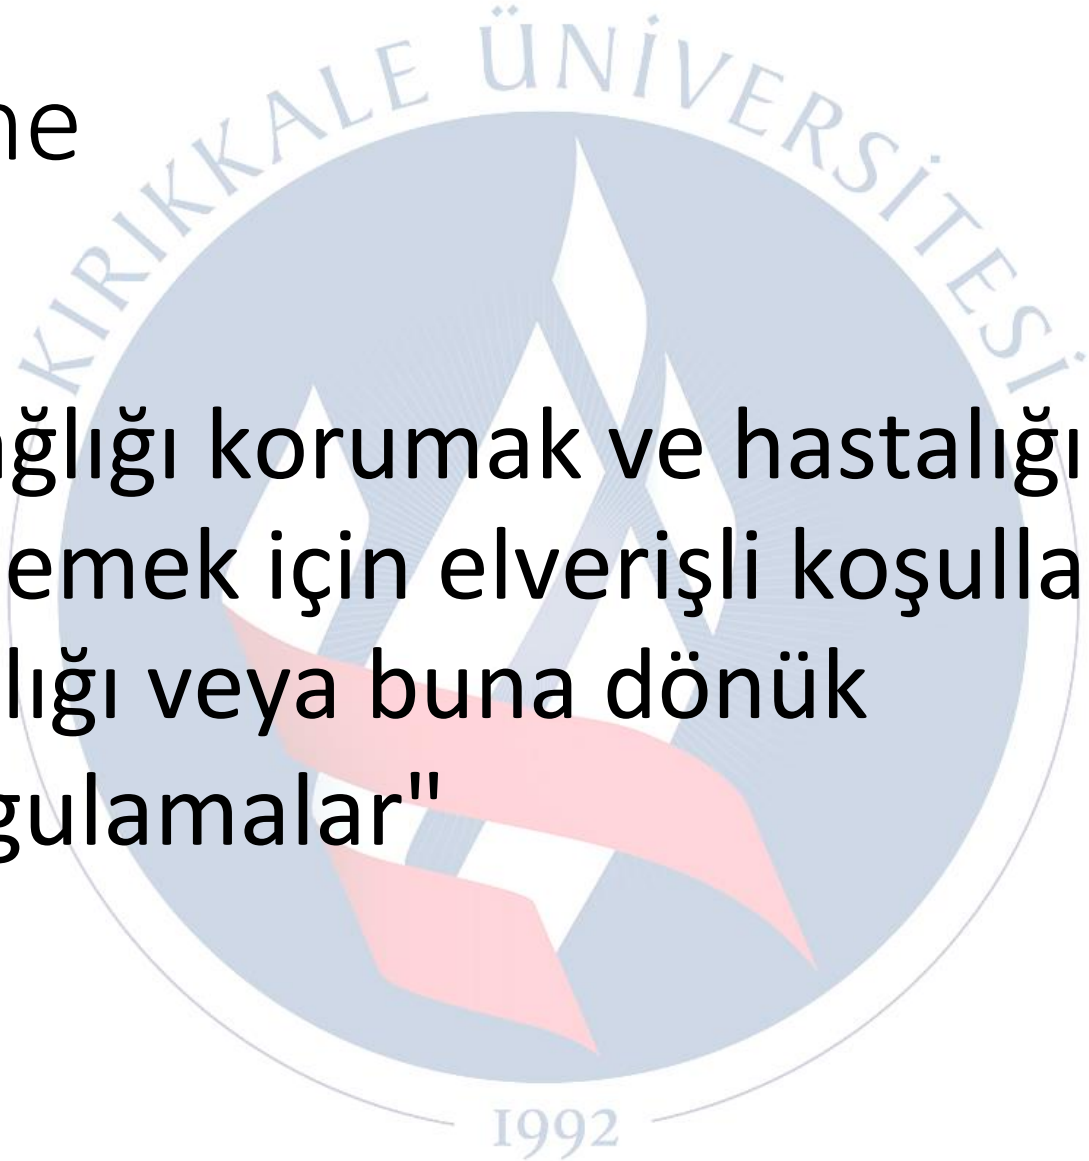 KIRIKKALE ÜNİVERSİTESİ
ne
ağlığı korumak ve hastalığı
emek için elverişli koşulla
lığı veya buna dönük
gulamalar"
1992